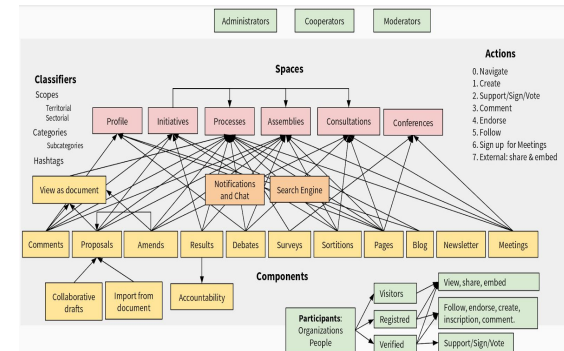 Administrators
Cooperators
Moderators
Actions
0. Navigate
1. Create
2. Support/Sign/Vote
3. Comment
4. Endorse
5. Follow
6. Sign up for Meetings
7. External: share & embed
Classifiers
Scopes
Territorial
Sectorial
Categories
Subcategories
Hashtags
Spaces
Profile
Initiatives
Processes
Assemblies
Consultations
Conferences
View as document
Notifications
and Chat
Search Engine
Comments
Proposals
Amends
Results
Debates
Surveys
Sortitions
Pages
Blog
Newsletter
Meetings
Components
Collaborative
drafts
Import from
document
Accountability
Participants:
Organizations
People
Visitors
Registred
Verified
View, share, embed
Follow, endorse, create,
inscription, comment.
Support/Sign/Vote